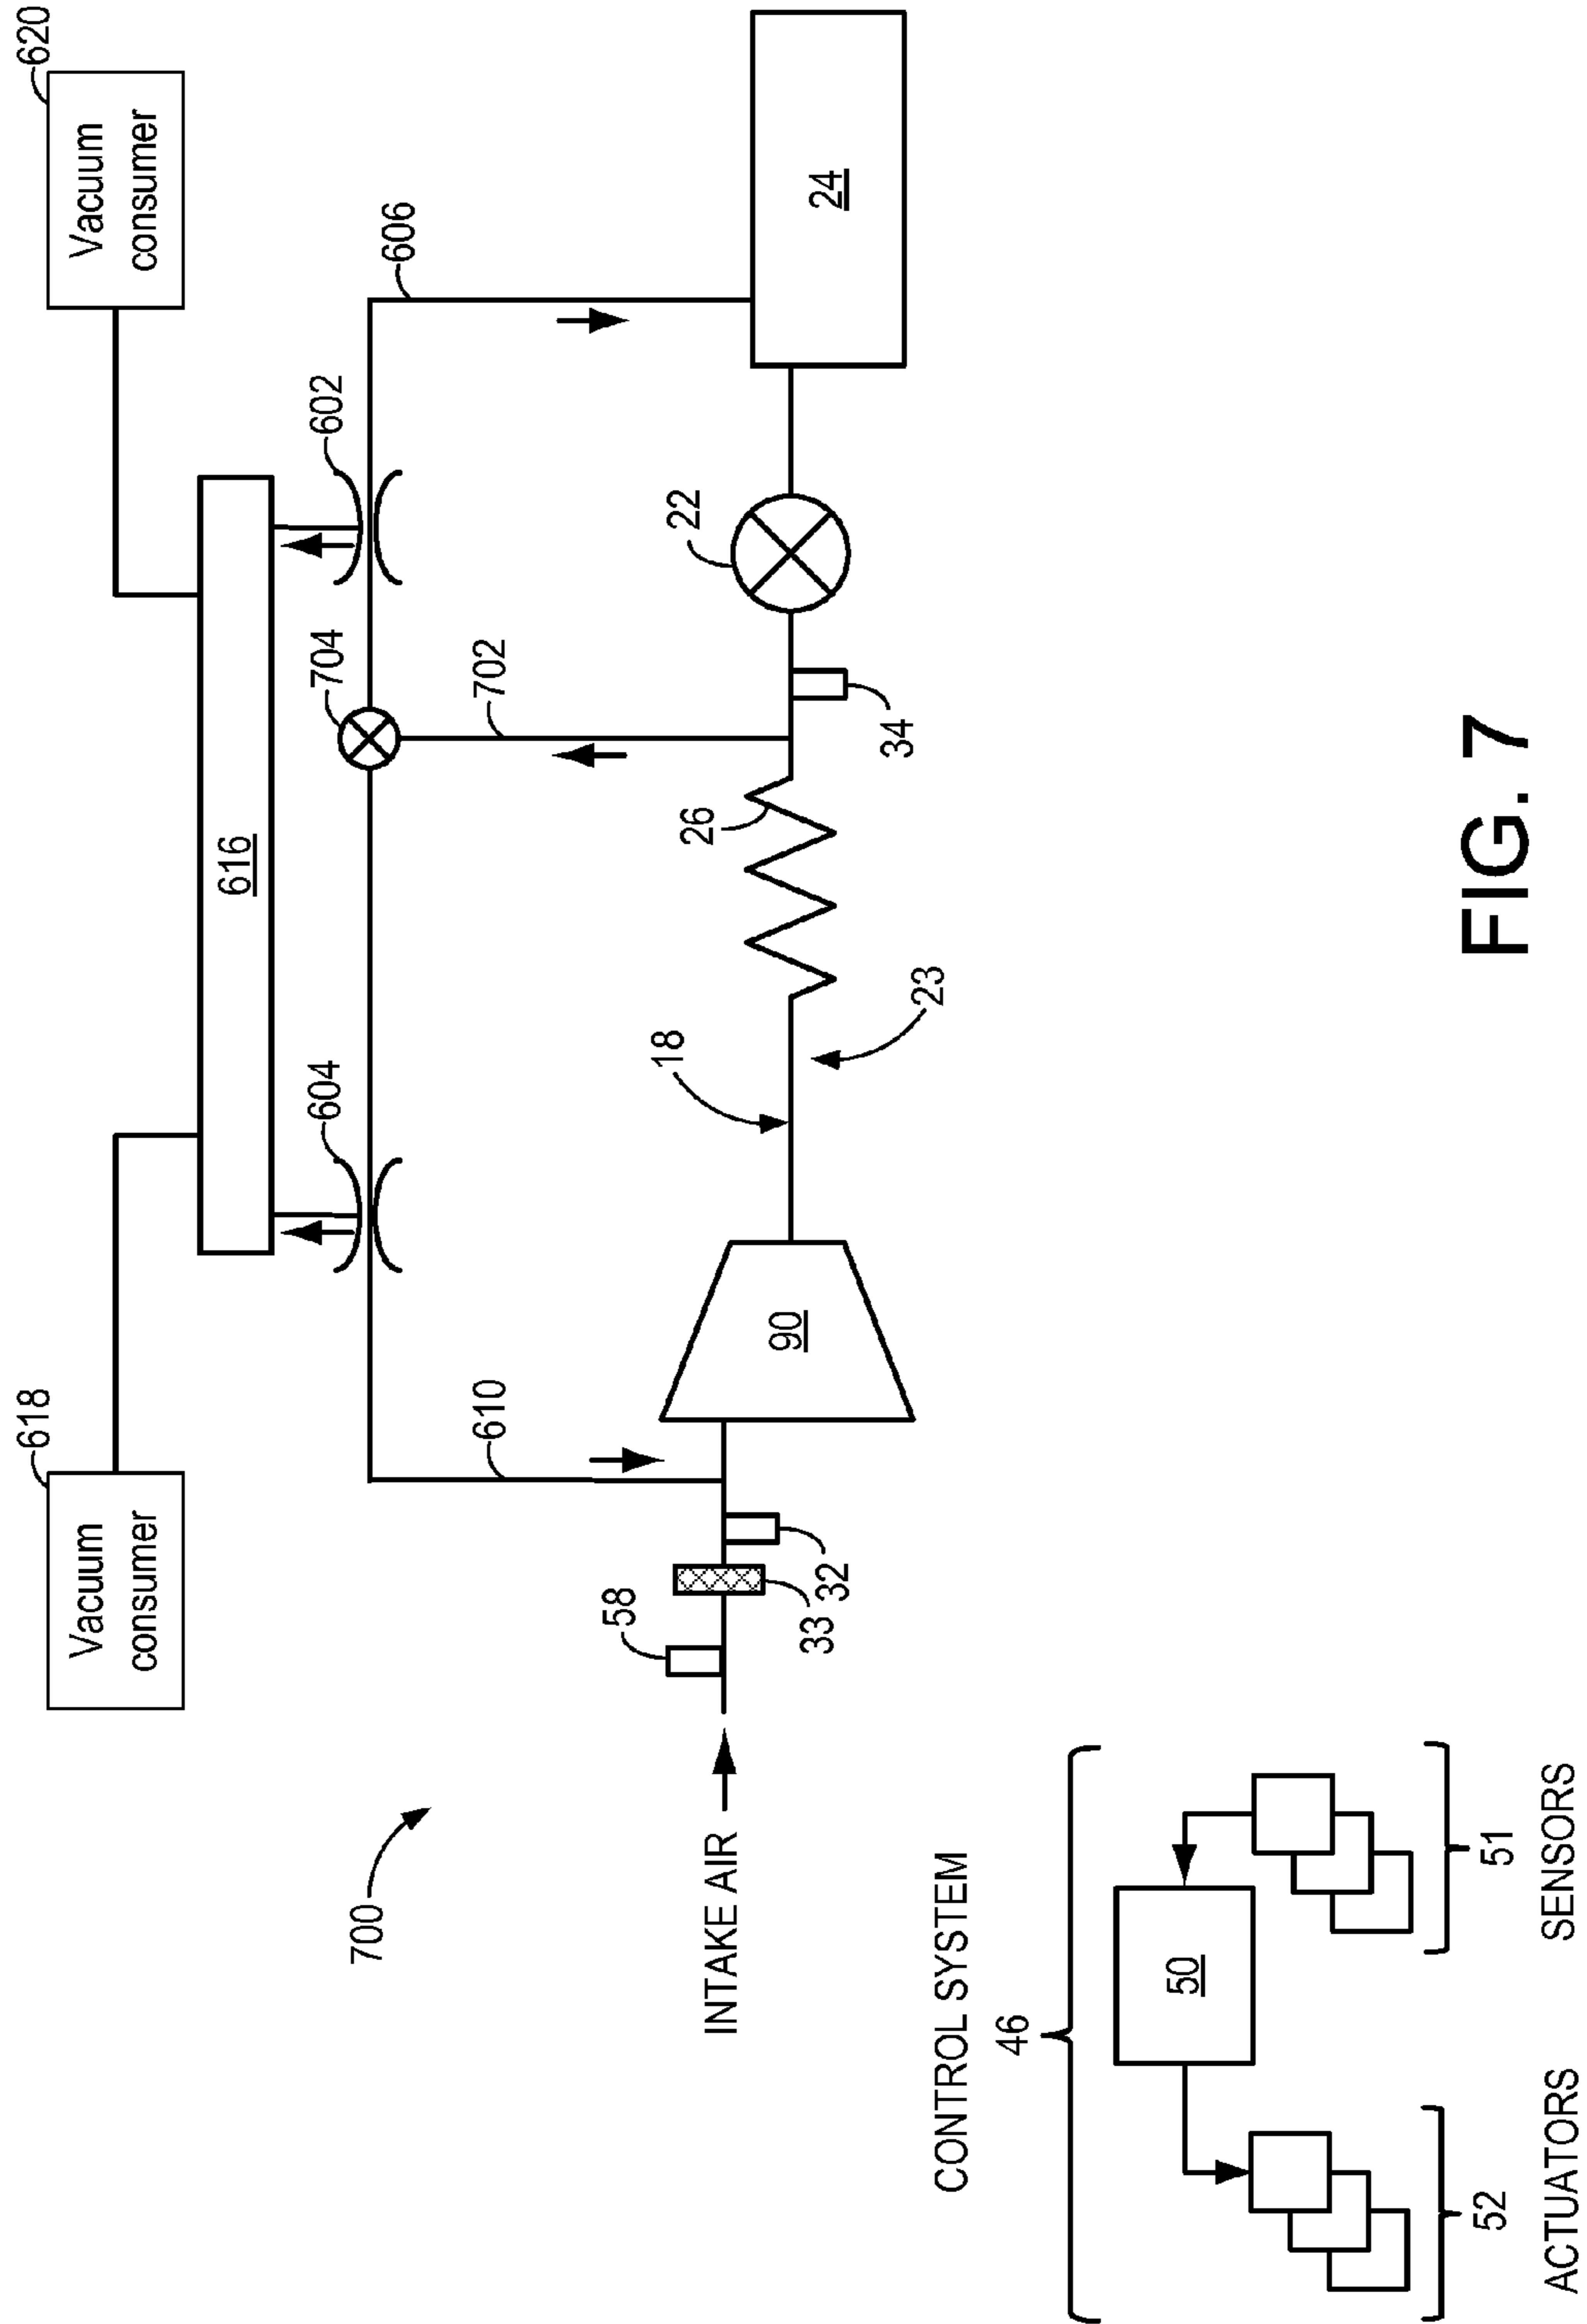 618
Vacuum
consumer
620
Vacuum
consumer
616
604
704
602
610
702
606
700
58
33
32
INTAKE AIR
90
18
23
26
34
22
24
CONTROL SYSTEM
46
50
52
ACTUATORS
51
SENSORS
FIG. 7